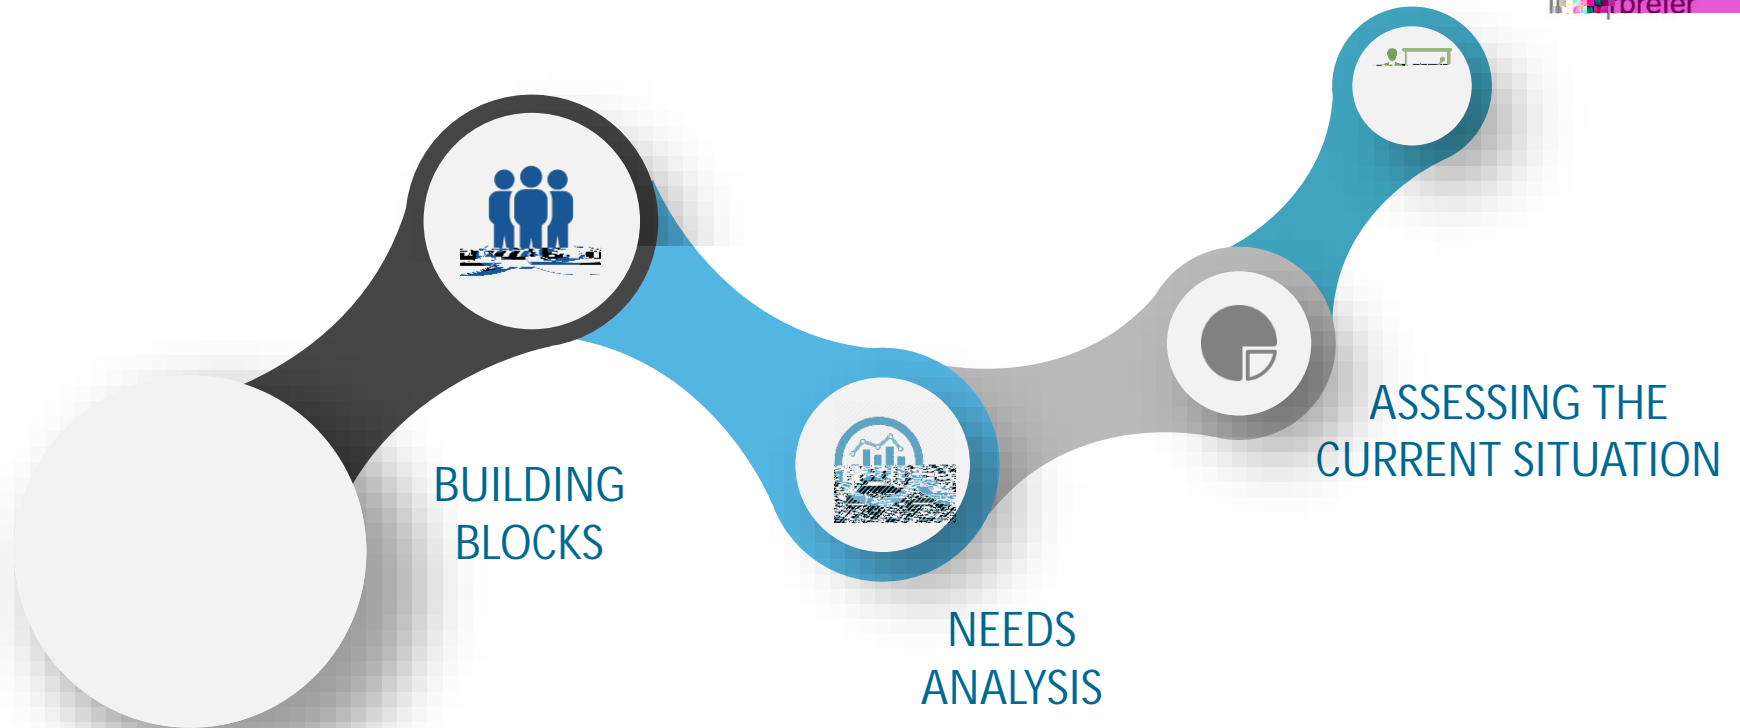 BUILDING
BLOCKS
NEEDS
ANALYSIS
ASSESSING THE
CURRENT SITUATION